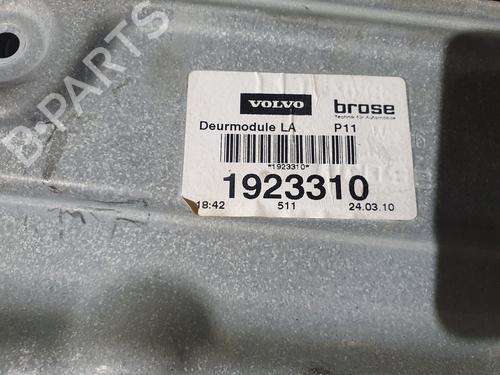 B-PARTS
VOLVO brose
Technik für Automobile
Deurmodule LA P11
*1923310*
1923310
18:42 511 24.03.10